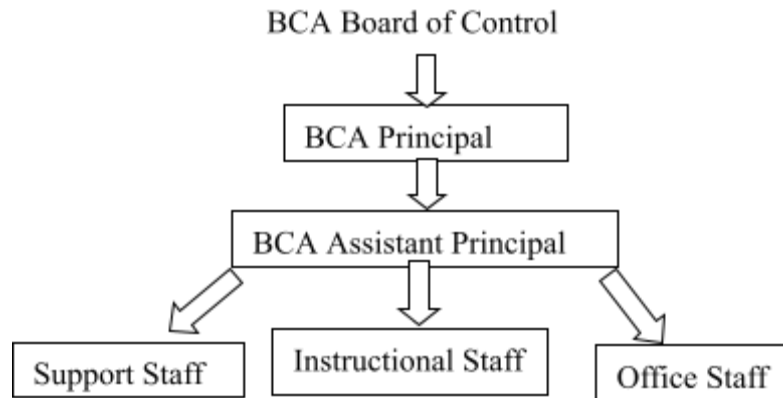 BCA Board of Control
BCA Principal
BCA Assistant Principal
Support Staff
Instructional Staff
Office Staff